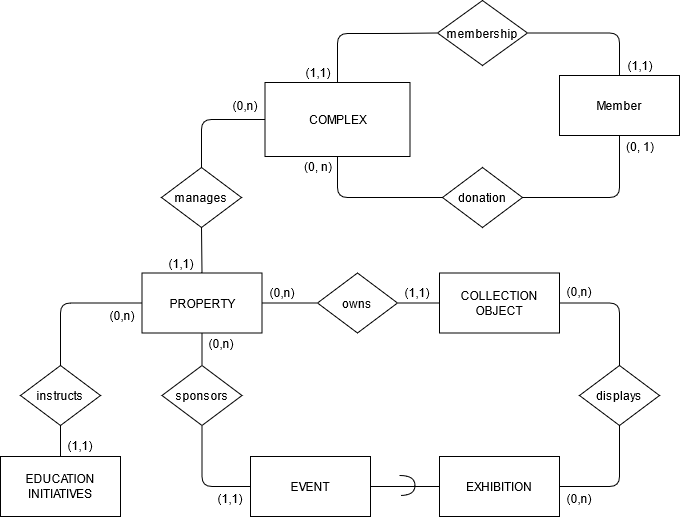 membership
(1,1)
(1,1)
(0,n)
COMPLEX
Member
(0, n)
(0, 1)
manages
donation
(1,1)
(0,n)
(1,1)
(0,n)
(0,n)
PROPERTY
owns
COLLECTION
OBJECT
(0,n)
instructs
sponsors
displays
(1,1)
EDUCATION
INITIATIVES
(1,1)
EVENT
EXHIBITION
(0,n)